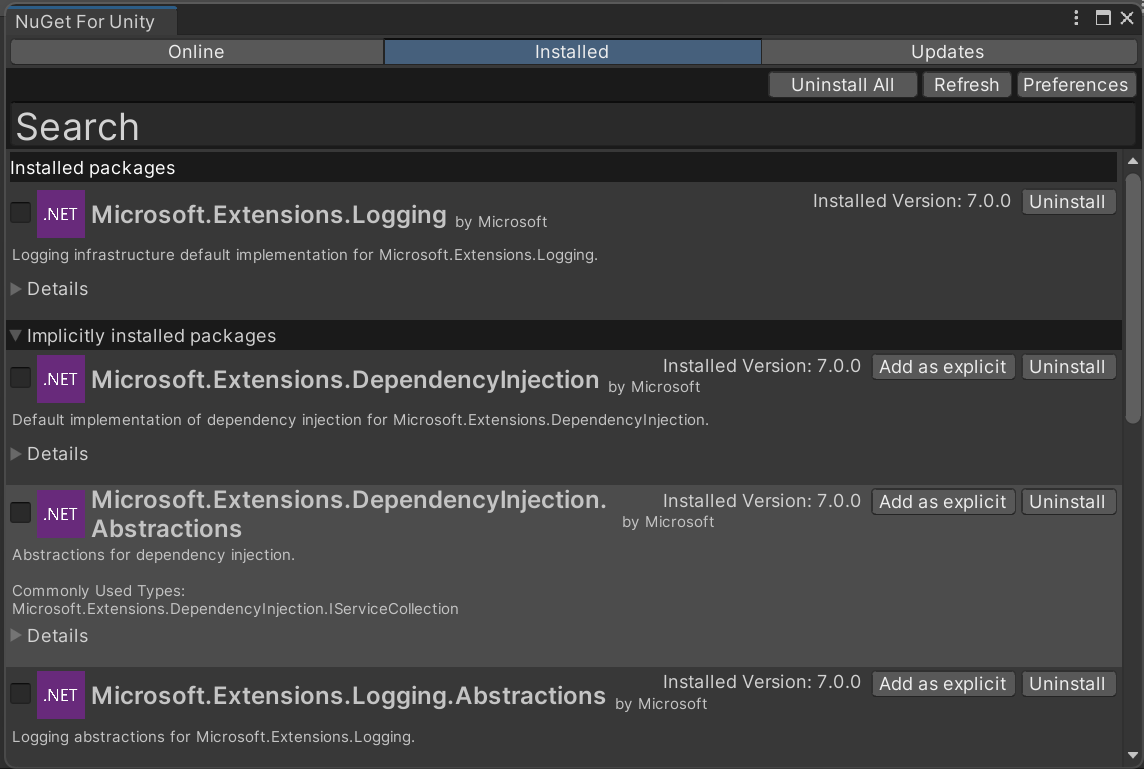 NuGet For Unity
Online
Installed
Updates
Uninstall All
Refresh
Preferences
Search
Installed packages
.NET
Microsoft.Extensions.Logging by Microsoft
Installed Version: 7.0.0
Uninstall
Logging infrastructure default implementation for Microsoft.Extensions.Logging.
Details
Implicitly installed packages
.NET
Microsoft.Extensions.DependencyInjection by Microsoft
Installed Version: 7.0.0
Add as explicit
Uninstall
Default implementation of dependency injection for Microsoft.Extensions.DependencyInjection.
Details
.NET
Microsoft.Extensions.DependencyInjection.
Abstractions
by Microsoft
Installed Version: 7.0.0
Add as explicit
Uninstall
Abstractions for dependency injection.
Commonly Used Types:
Microsoft.Extensions.DependencyInjection.IServiceCollection
Details
.NET
Microsoft.Extensions.Logging.Abstractions by Microsoft
Installed Version: 7.0.0
Add as explicit
Uninstall
Logging abstractions for Microsoft.Extensions.Logging.